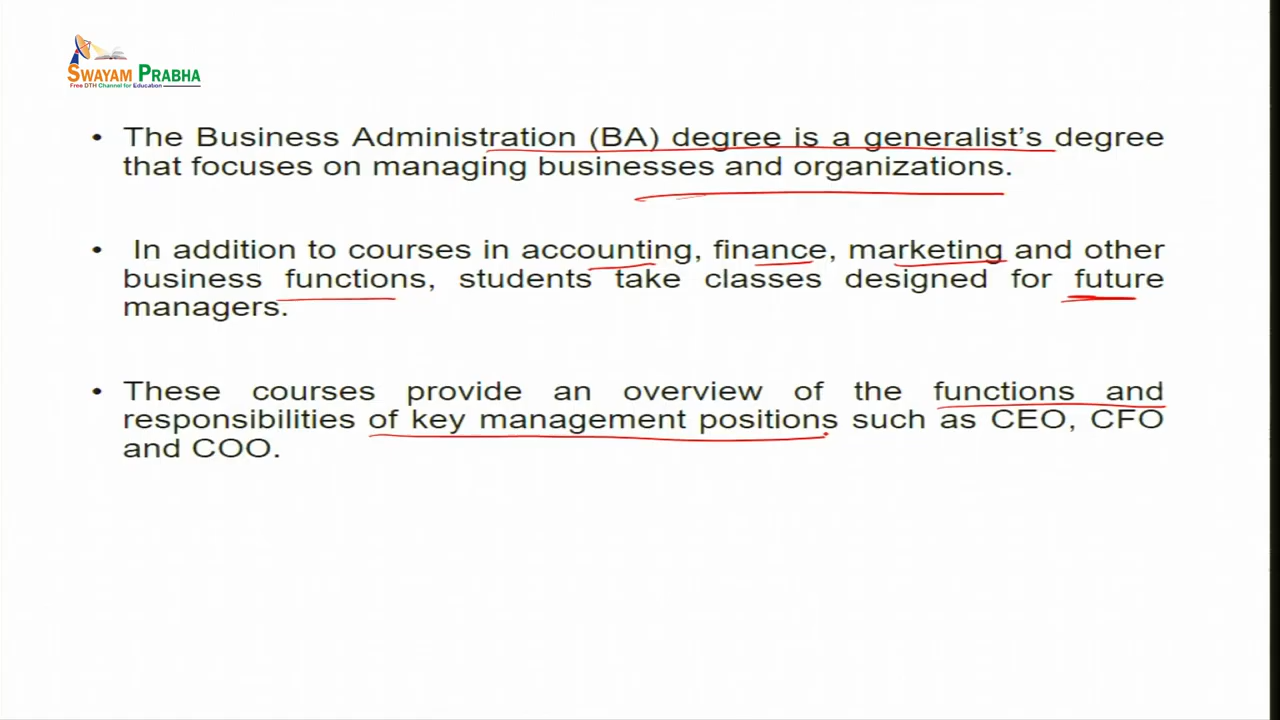 SWAYAM PRABHA
Free DTH Channel for Education
• The Business Administration (BA) degree is a generalist's degree
that focuses on managing businesses and organizations.
• In addition to courses in accounting, finance, marketing and other
business functions, students take classes designed for future
managers.
• These courses provide an overview of the functions and
responsibilities of key management positions such as CEO, CFO
and COO.